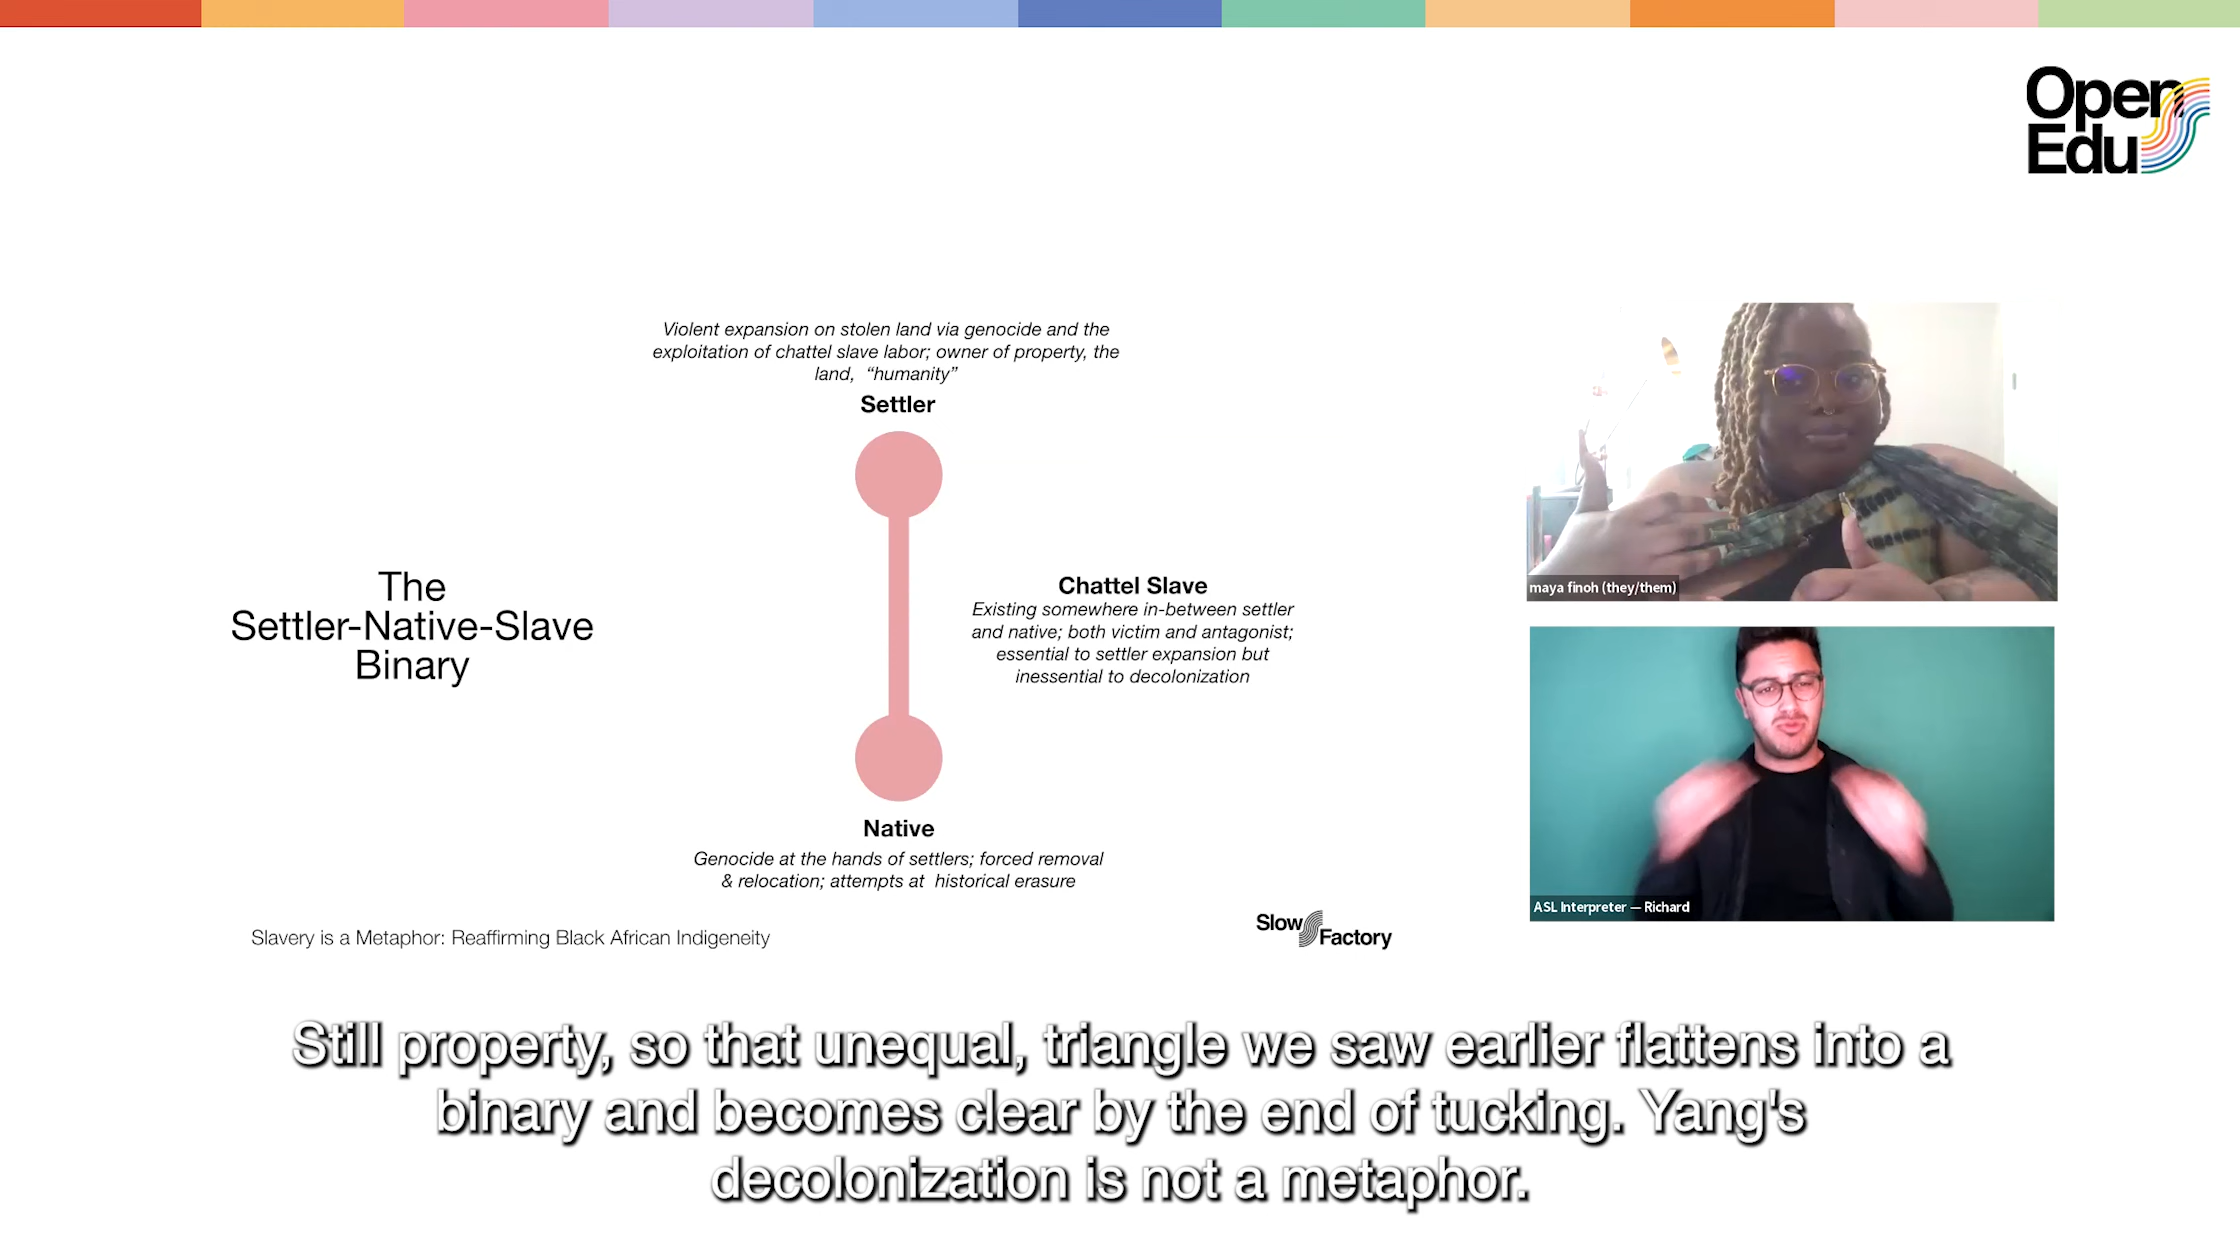 Open
Edu
Violent expansion on stolen land via genocide and the
exploitation of chattel slave labor; owner of property, the
land, “humanity”
Settler
The
Settler-Native-Slave
Binary
Chattel Slave
Existing somewhere in-between settler
and native; both victim and antagonist;
essential to settler expansion but
inessential to decolonization
Native
Genocide at the hands of settlers; forced removal
& relocation; attempts at historical erasure
Slavery is a Metaphor: Reaffirming Black African Indigeneity
Slow
Factory
maya finoh (they/them)
ASL Interpreter — Richard
Still property, so that unequal, triangle we saw earlier flattens into a
binary and becomes clear by the end of tucking. Yang's
decolonization is not a metaphor.